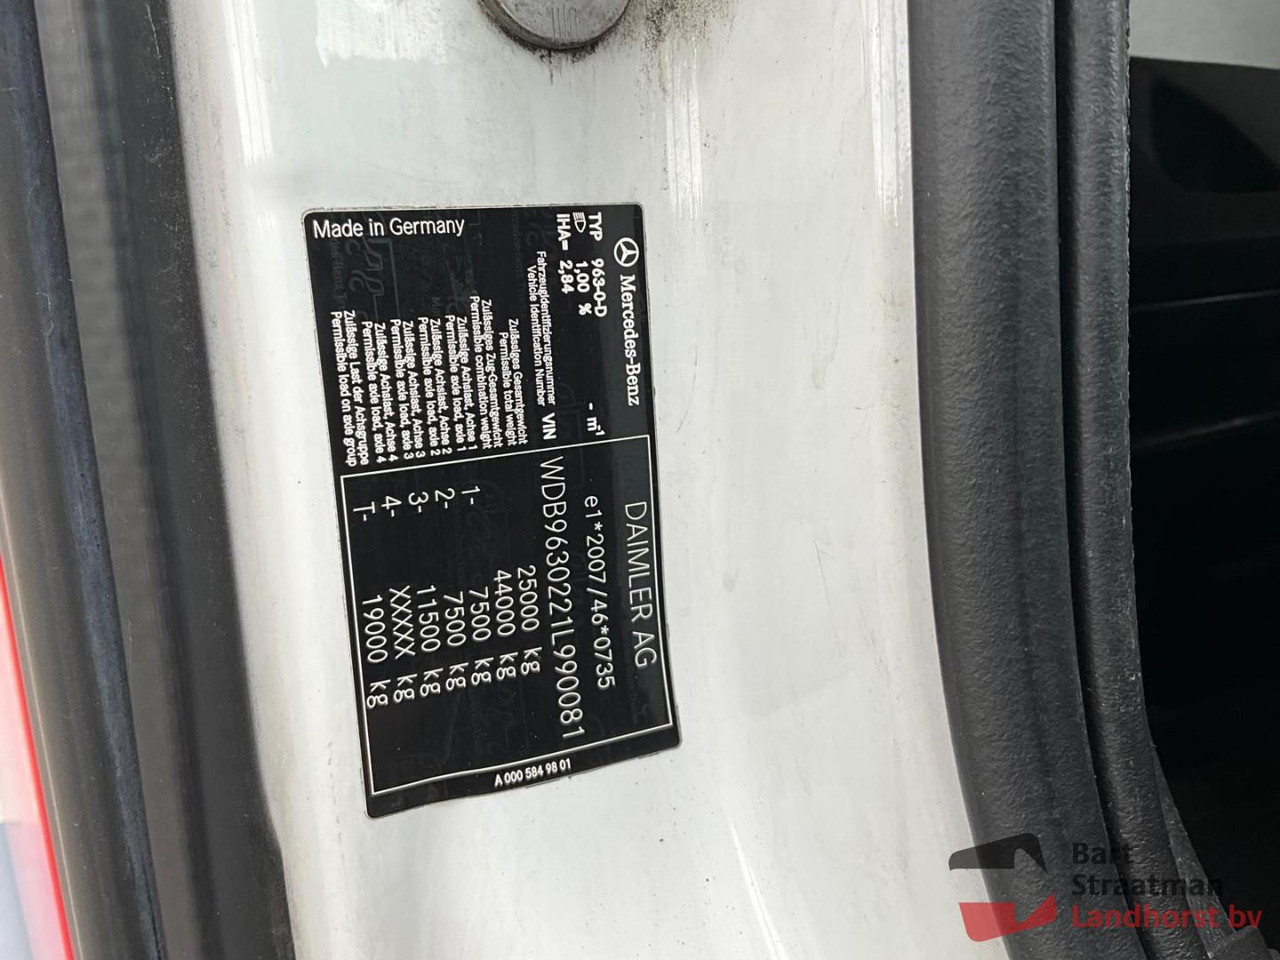 Made in Germany
Mercedes-Benz
TYP 963-0-D
1,00 % - m¹
IHA= 2,84
DAIMLER AG
e1*2007/46*0735
Fahrzeugidentifizierungsnummer
Vehicle Identification Number VIN WDB9630221L990081
Zulässiges Gesamtgewicht
Permissible total weight 25000 kg
Zulässiges Zug-Gesamtgewicht
Permissible combination weight 44000 kg
Zulässige Achslast, Achse 1
Permissible axle load, axle 1 1- 7500 kg
Zulässige Achslast, Achse 2
Permissible axle load, axle 2 2- 7500 kg
Zulässige Achslast, Achse 3
Permissible axle load, axle 3 3- 11500 kg
Zulässige Achslast, Achse 4
Permissible axle load, axle 4 4- XXXXX kg
Zulässige Last der Achsgruppe
Permissible load on axle group T- 19000 kg
A 000 584 98 01
Bart
Straatman
Landhorst bv